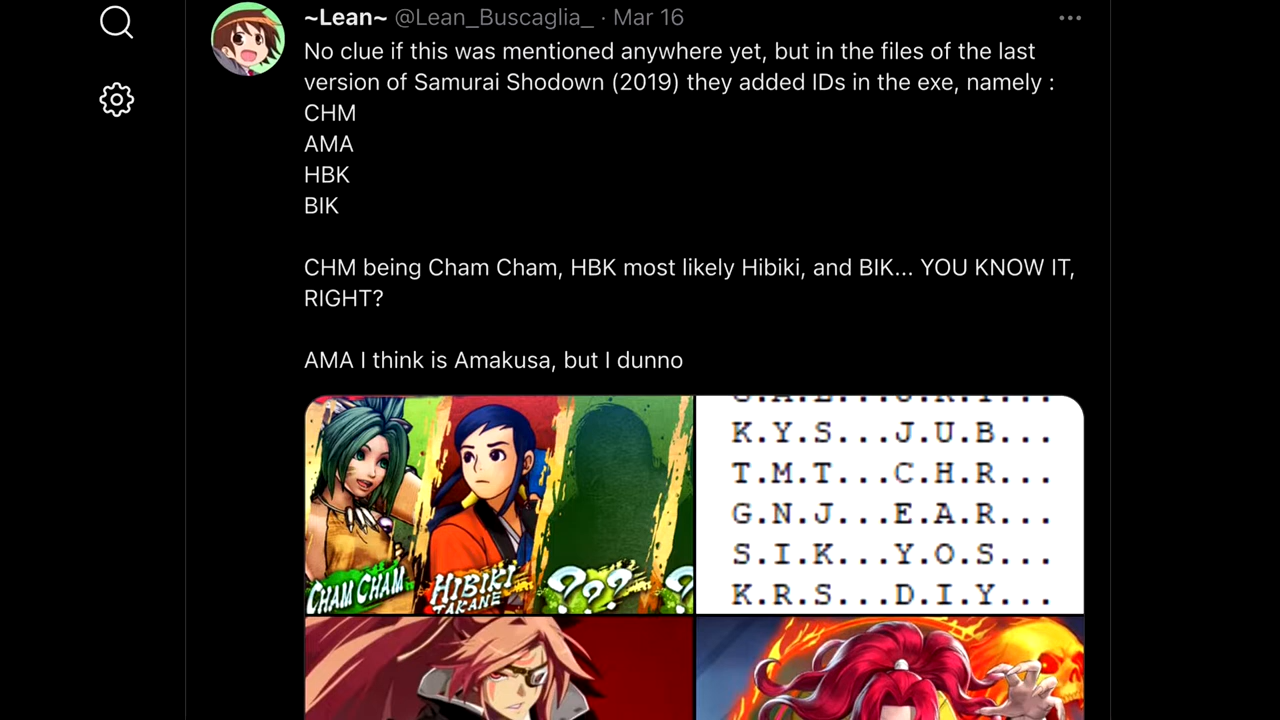 ~Lean~ @Lean_Buscaglia_ · Mar 16
No clue if this was mentioned anywhere yet, but in the files of the last
version of Samurai Shodown (2019) they added IDs in the exe, namely :
CHM
AMA
HBK
BIK
CHM being Cham Cham, HBK most likely Hibiki, and BIK... YOU KNOW IT,
RIGHT?
AMA I think is Amakusa, but I dunno
CHAM CHAM
HIBIKI
TAKANE
???
?
K.Y.S...J.U.B...
T.M.T...C.H.R...
G.N.J...E.A.R...
S.I.K...Y.O.S...
K.R.S...D.I.Y...